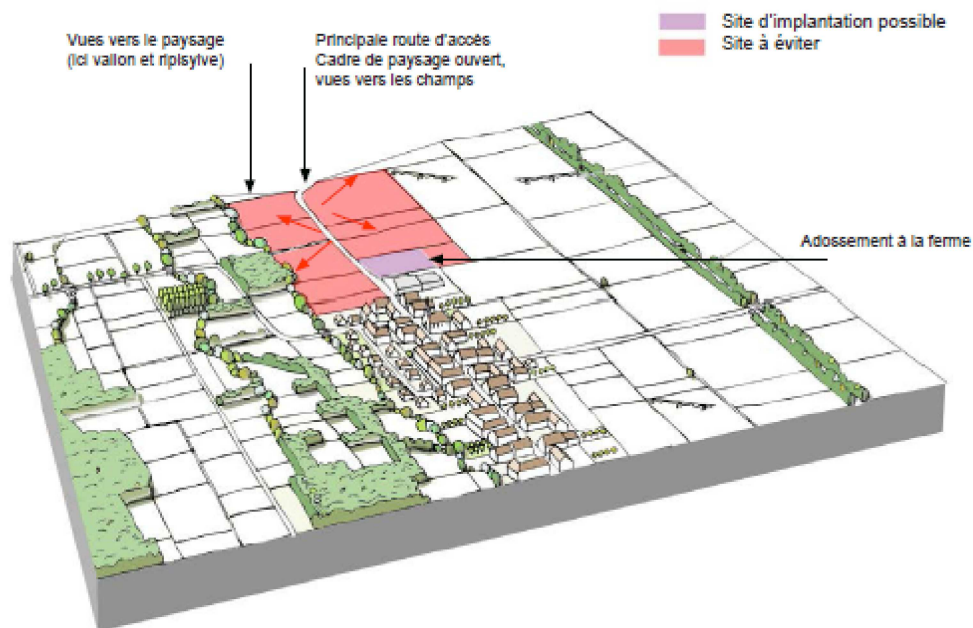 Vues vers le paysage
(ici vallon et ripisylve)
Principale route d'accès
Cadre de paysage ouvert,
vues vers les champs
Site d'implantation possible
Site à éviter
Adossement à la ferme